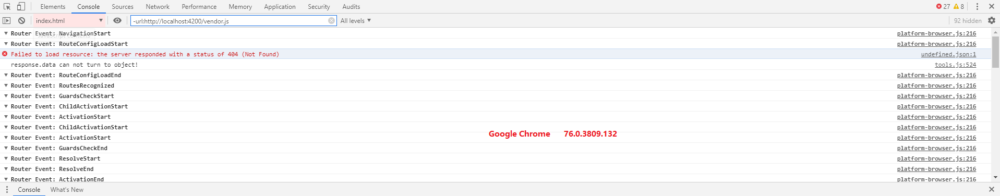 Elements Console Sources Network Performance Memory Application Security Audits 27 8
index.html -url:http://localhost:4200/vendor.js All levels 92 hidden
JavaScript contexts
Router Event: NavigationStart platform-browser.js:216
Router Event: RouteConfigLoadStart platform-browser.js:216
Failed to load resource: the server responded with a status of 404 (Not Found) undefined.json:1
response.data can not turn to object! tools.js:524
Router Event: RouteConfigLoadEnd platform-browser.js:216
Router Event: RoutesRecognized platform-browser.js:216
Router Event: GuardsCheckStart platform-browser.js:216
Router Event: ChildActivationStart platform-browser.js:216
Router Event: ActivationStart platform-browser.js:216
Router Event: ChildActivationStart platform-browser.js:216
Google Chrome 76.0.3809.132
Router Event: ActivationStart platform-browser.js:216
Router Event: GuardsCheckEnd platform-browser.js:216
Router Event: ResolveStart platform-browser.js:216
Router Event: ResolveEnd platform-browser.js:216
Router Event: ActivationEnd platform-browser.js:216
Console What's New